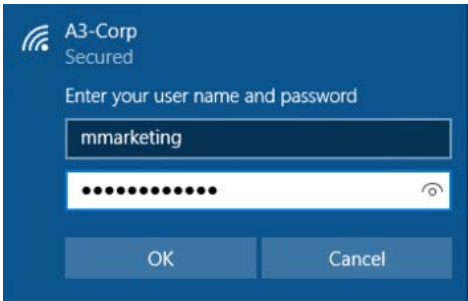 A3-Corp
Secured
Enter your user name and password
mmarketing
••••••••••••
OK
Cancel